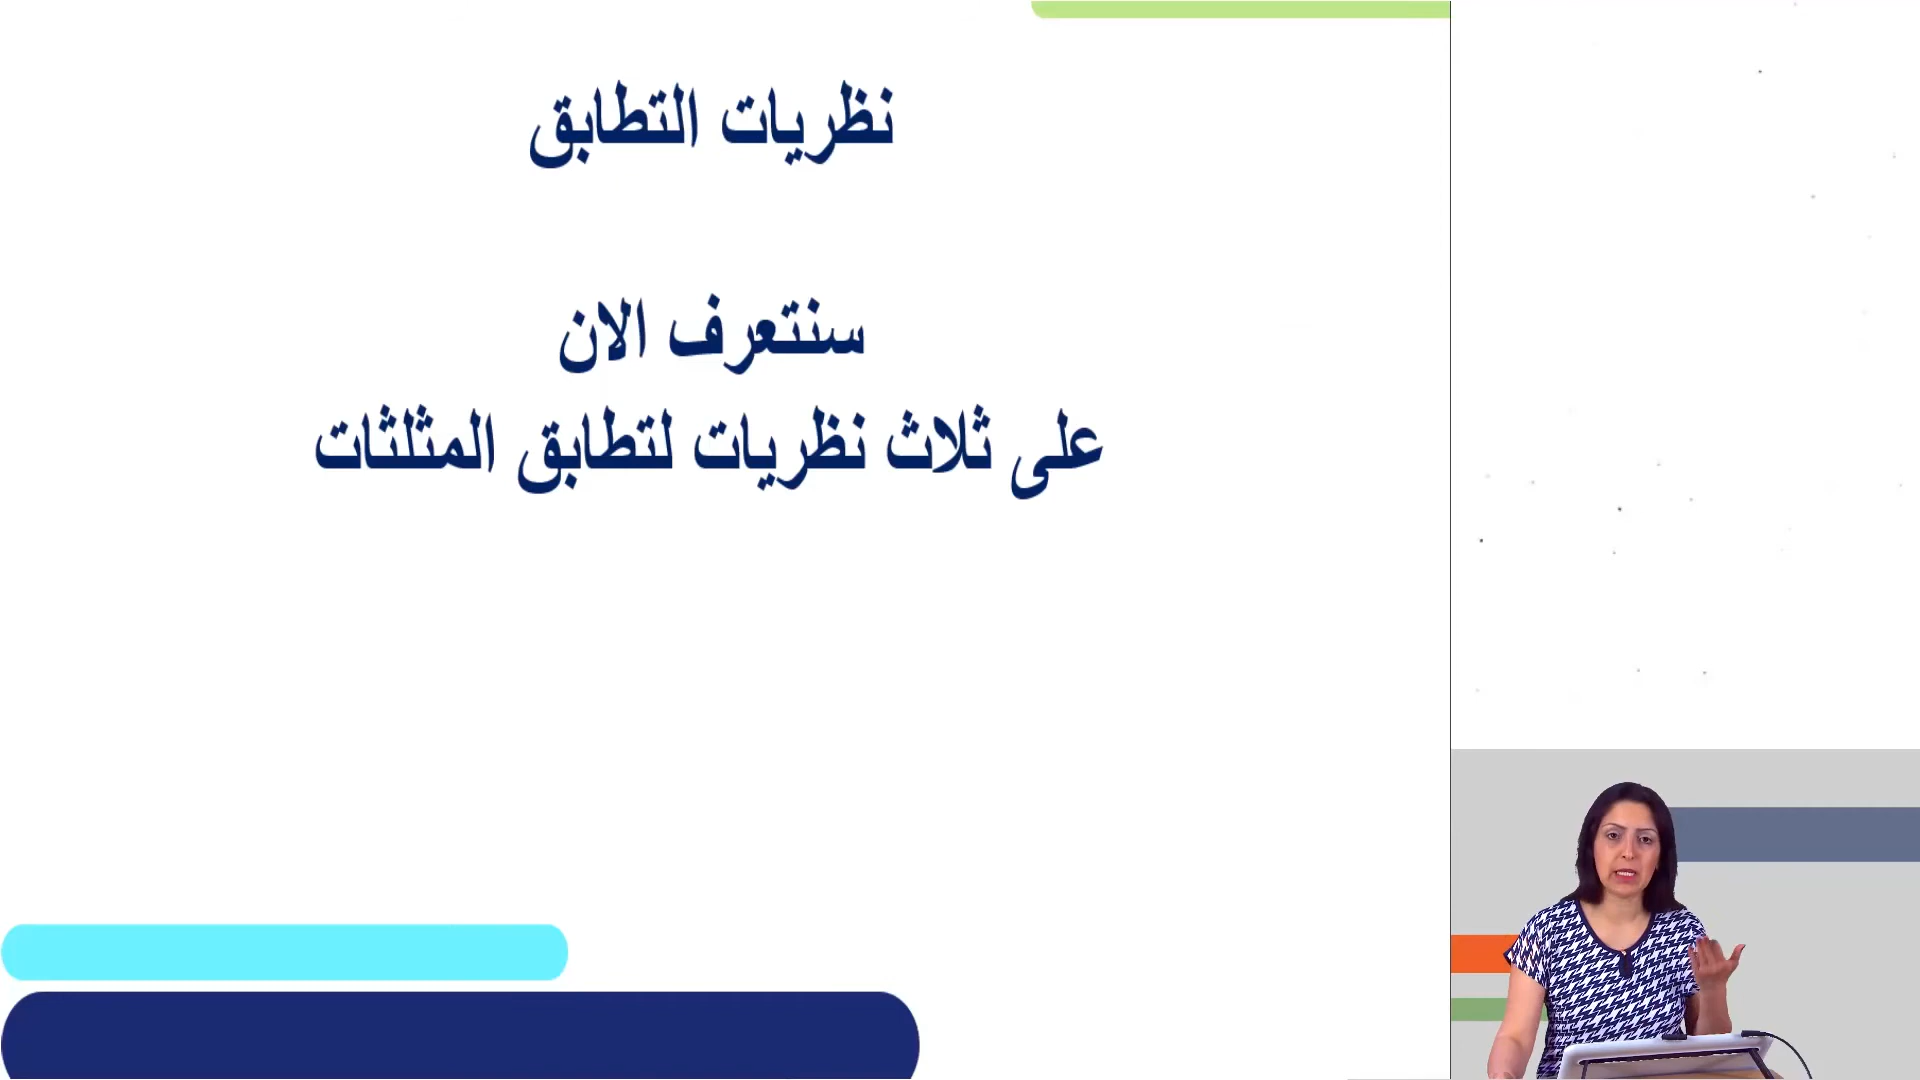 نظريات التطابق
سنتعرف الان
على ثلاث نظريات لتطابق المثلثات